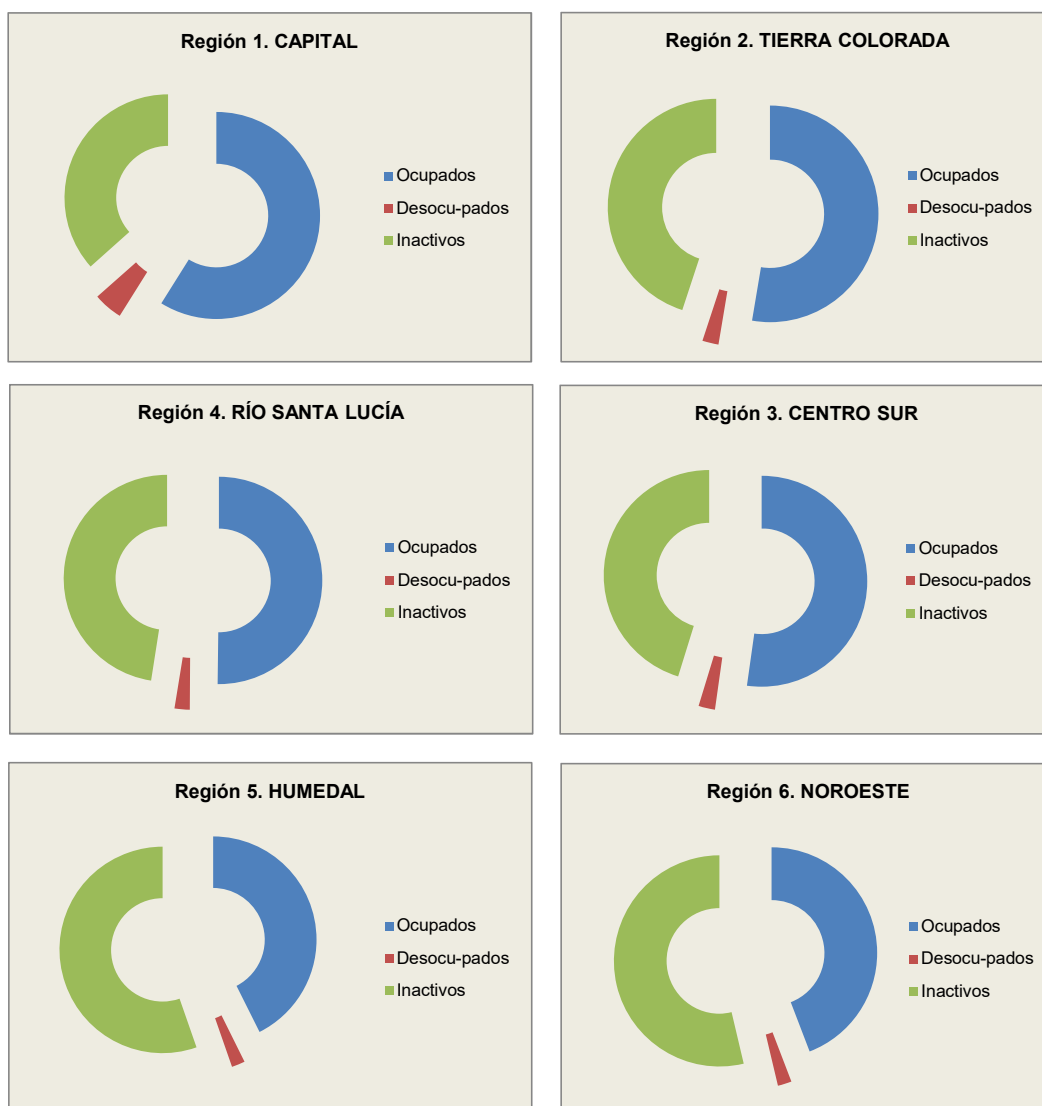 Región 1. CAPITAL
Ocupados
Desocu-pados
Inactivos
Región 2. TIERRA COLORADA
Ocupados
Desocu-pados
Inactivos
Región 4. RÍO SANTA LUCÍA
Ocupados
Desocu-pados
Inactivos
Región 3. CENTRO SUR
Ocupados
Desocu-pados
Inactivos
Región 5. HUMEDAL
Ocupados
Desocu-pados
Inactivos
Región 6. NOROESTE
Ocupados
Desocu-pados
Inactivos